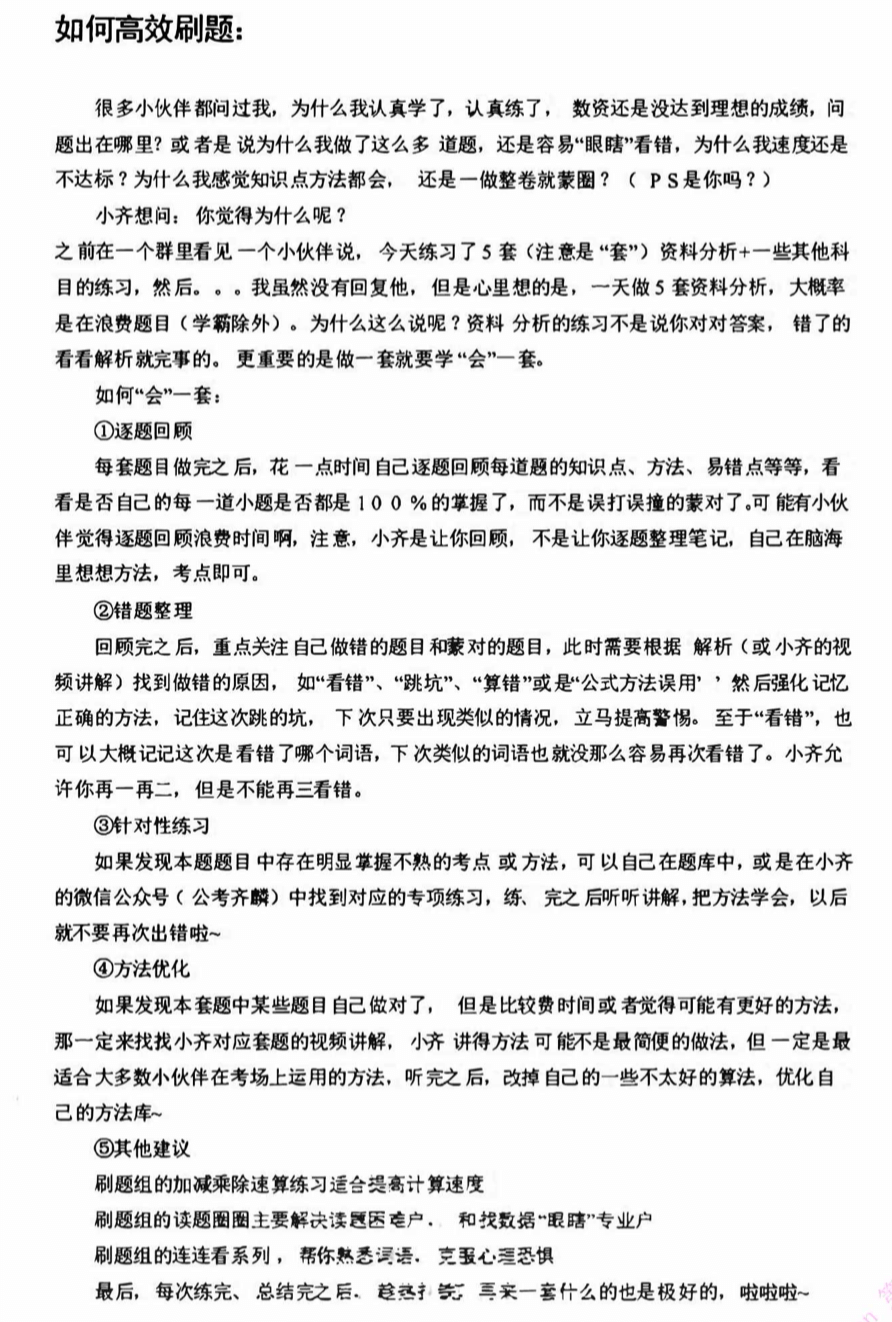 如何高效刷题:
很多小伙伴都问过我，为什么我认真学了，认真练了， 数资还是没达到理想的成绩，问
题出在哪里？或者是说为什么我做了这么多 道题，还是容易“眼瞎”看错，为什么我速度还是
不达标？为什么我感觉知识点方法都会， 还是一做整卷就蒙圈？（ PS是你吗？）
小齐想问： 你觉得为什么呢？
之前在一个群里看见一个小伙伴说， 今天练习了5套（注意是“套”）资料分析+一些其他科
目的练习，然后。。。我虽然没有回复他，但是心里想的是，一天做5套资料分析，大概率
是在浪费题目（学霸除外）。为什么这么说呢？资料 分析的练习不是说你对对答案， 错了的
看看解析就完事的。 更重要的是做一套就要学“会”一套。
如何“会”一套：
①逐题回顾
每套题目做完之后，花一点时间自己逐题回顾每道题的知识点、方法、易错点等等，看
看是否自己的每一道小题是否都是100%的掌握了，而不是误打误撞的蒙对了。可能有小伙
伴觉得逐题回顾浪费时间啊，注意，小齐是让你回顾， 不是让你逐题整理笔记，自己在脑海
里想想方法，考点即可。
②错题整理
回顾完之后，重点关注自己做错的题目和蒙对的题目，此时需要根据 解析（或小齐的视
频讲解）找到做错的原因， 如“看错”、“跳坑”、“算错”或是“公式方法误用’’然后强化记忆
正确的方法，记住这次跳的坑， 下次只要出现类似的情况，立马提高警惕。至于“看错”，也
可以大概记记这次是看错了哪个词语，下次类似的词语也就没那么容易再次看错了。小齐允
许你再一再二，但是不能再三看错。
③针对性练习
如果发现本题题目中存在明显掌握不熟的考点 或方法，可以自己在题库中，或是在小齐
的微信公众号（公考齐麟）中找到对应的专项练习，练、 完之后听听讲解，把方法学会，以后
就不要再次出错啦~
④方法优化
如果发现本套题中某些题目自己做对了， 但是比较费时间或者觉得可能有更好的方法，
那一定来找找小齐对应套题的视频讲解， 小齐 讲得方法可能不是最简便的做法，但一定是最
适合大多数小伙伴在考场上运用的方法，听完之后，改掉自己的一些不太好的算法，优化自
己的方法库~
⑤其他建议
刷题组的加减乘除速算练习适合提高计算速度
刷题组的读题圈圈主要解决读题困难户. 和找数据“眼瞎”专业户
刷题组的连连看系列，帮你熟悉词语. 克服心理恐惧
最后，每次练完、总结完之后、趁热打铁 再来一套什么的也是极好的，啦啦啦~